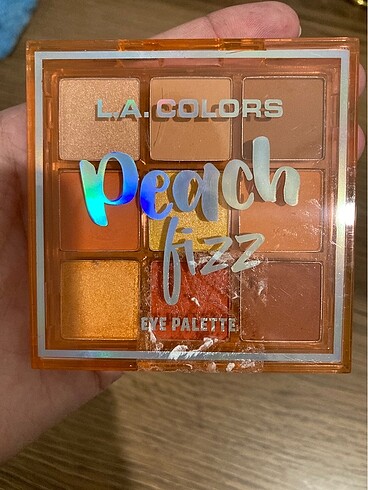 L.A. COLORS
peach
fizz
EYE PALETTE